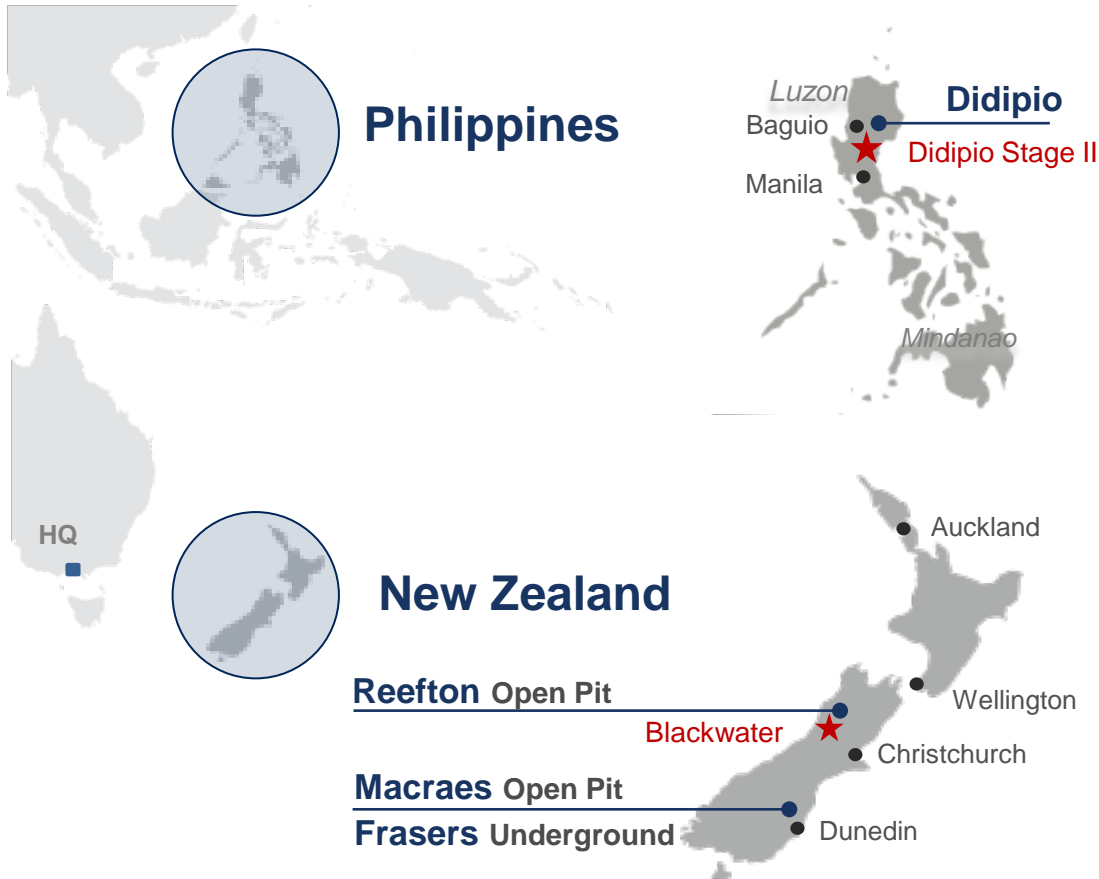 Philippines
Luzon
Didipio
Baguio
Didipio Stage II
Manila
Mindanao
HQ
Auckland
New Zealand
Reefton Open Pit
Wellington
Blackwater
Christchurch
Macraes Open Pit
Frasers Underground
Dunedin